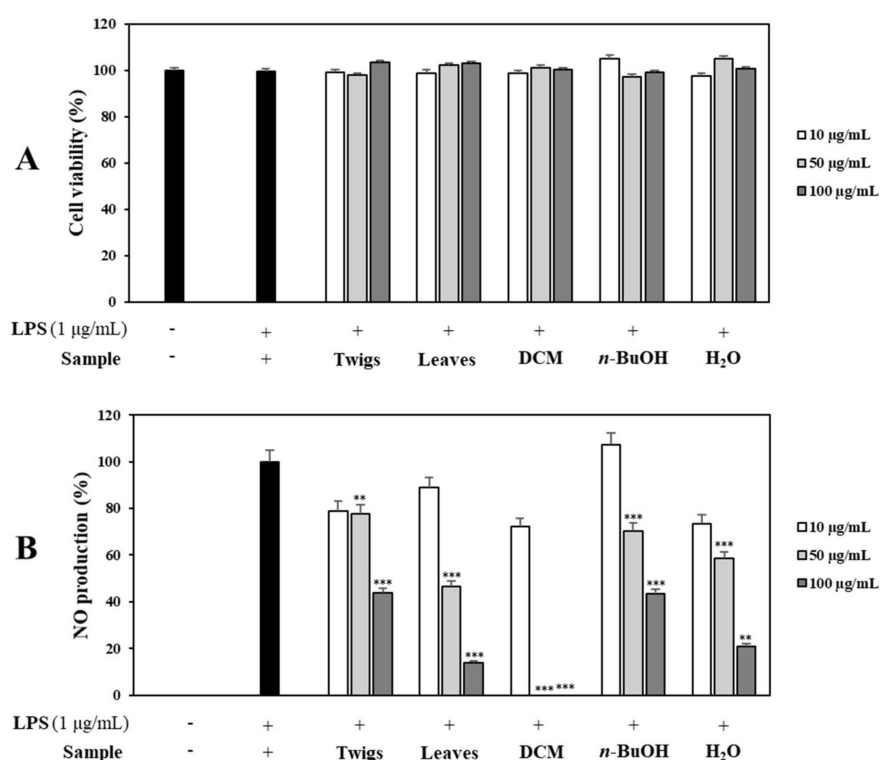 A
Cell viability (%)
120
100
80
60
40
20
0
10 µg/mL
50 µg/mL
100 µg/mL
LPS (1 µg/mL) - + + + + + +
Sample - + Twigs Leaves DCM n-BuOH H₂O
B
NO production (%)
120
100
80
60
40
20
0
** *** *** *** *** *** *** *** *** **
10 µg/mL
50 µg/mL
100 µg/mL
LPS (1 µg/mL) - + + + + + +
Sample - + Twigs Leaves DCM n-BuOH H₂O